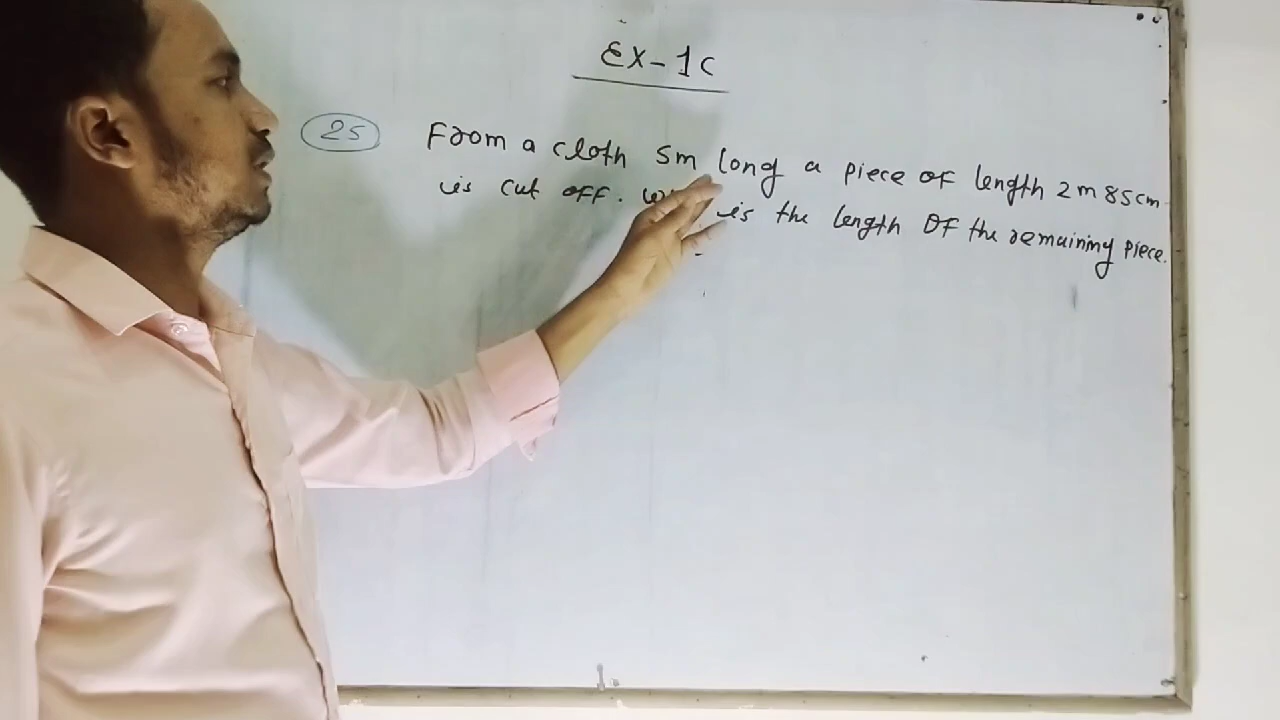 EX-1C
25 From a cloth 5m long a piece of length 2m 85cm
is cut off. is the length Of the remaining piece.